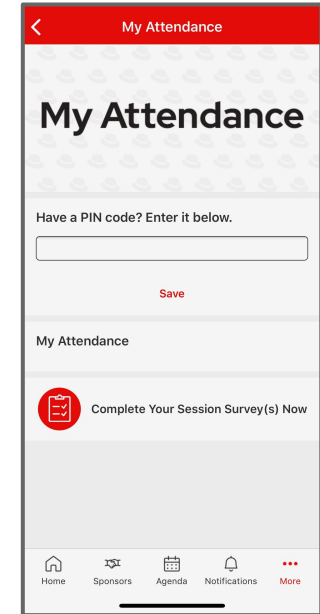 My Attendance
My Attendance
Have a PIN code? Enter it below.
Save
My Attendance
Complete Your Session Survey(s) Now
Home Sponsors Agenda Notifications More